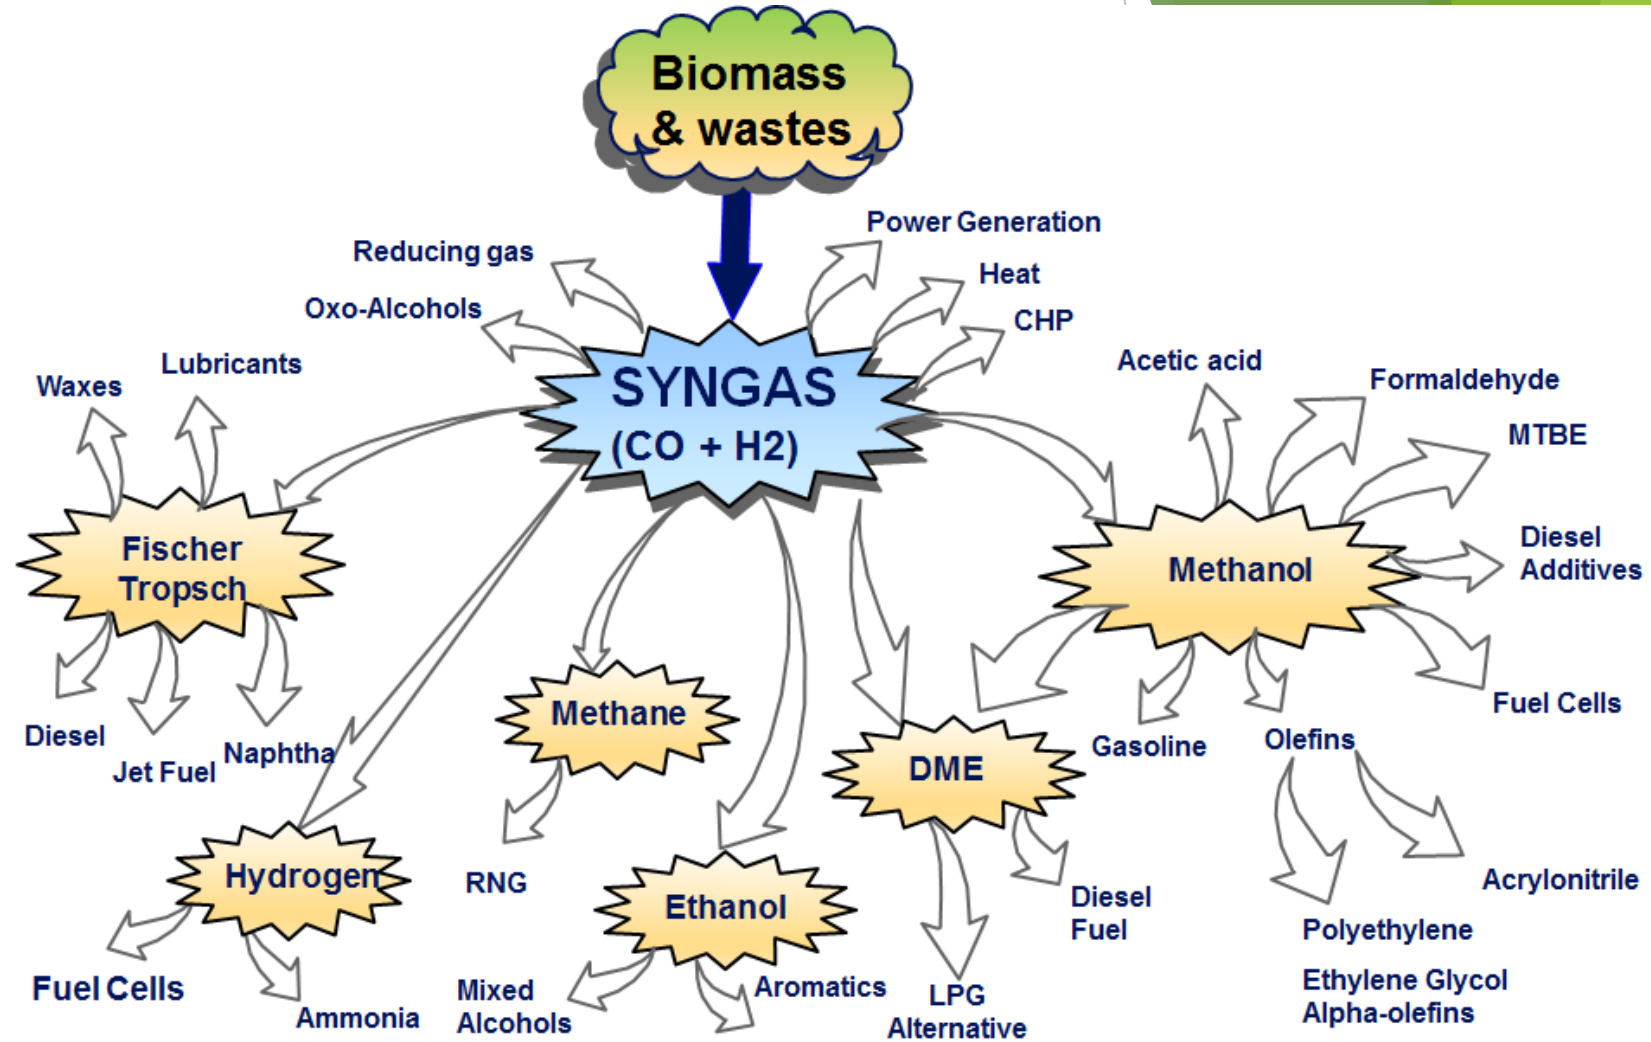 Biomass
& wastes
Power Generation
Reducing gas
Heat
Oxo-Alcohols
CHP
SYNGAS
(CO + H2)
Waxes
Lubricants
Acetic acid
Formaldehyde
MTBE
Fischer
Tropsch
Methanol
Diesel
Additives
Diesel
Jet Fuel
Naphtha
Methane
DME
Gasoline
Olefins
Fuel Cells
Hydrogen
RNG
Ethanol
Diesel
Fuel
Acrylonitrile
Polyethylene
Ethylene Glycol
Alpha-olefins
Fuel Cells
Ammonia
Mixed
Alcohols
Aromatics
LPG
Alternative